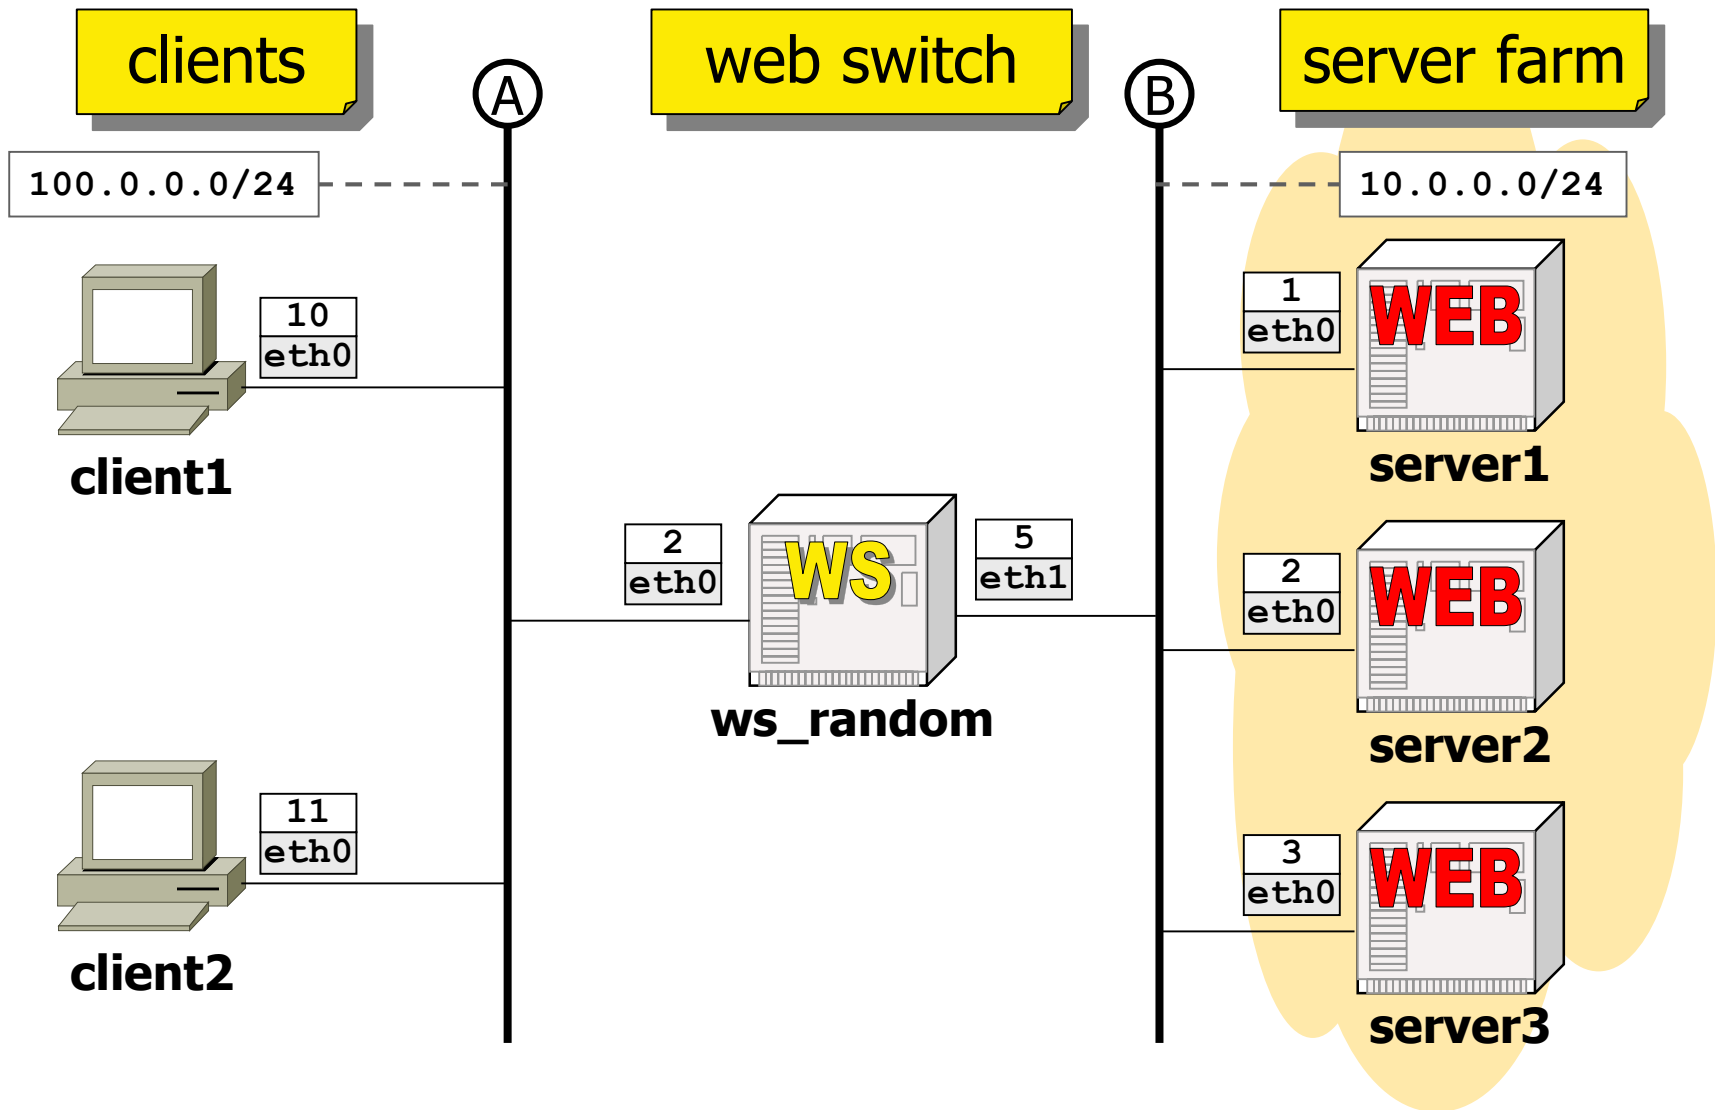 clients
web switch
server farm
A
B
100.0.0.0/24
10.0.0.0/24
10
eth0
client1
11
eth0
client2
2
eth0
WS
5
eth1
ws_random
1
eth0
WEB
server1
2
eth0
WEB
server2
3
eth0
WEB
server3